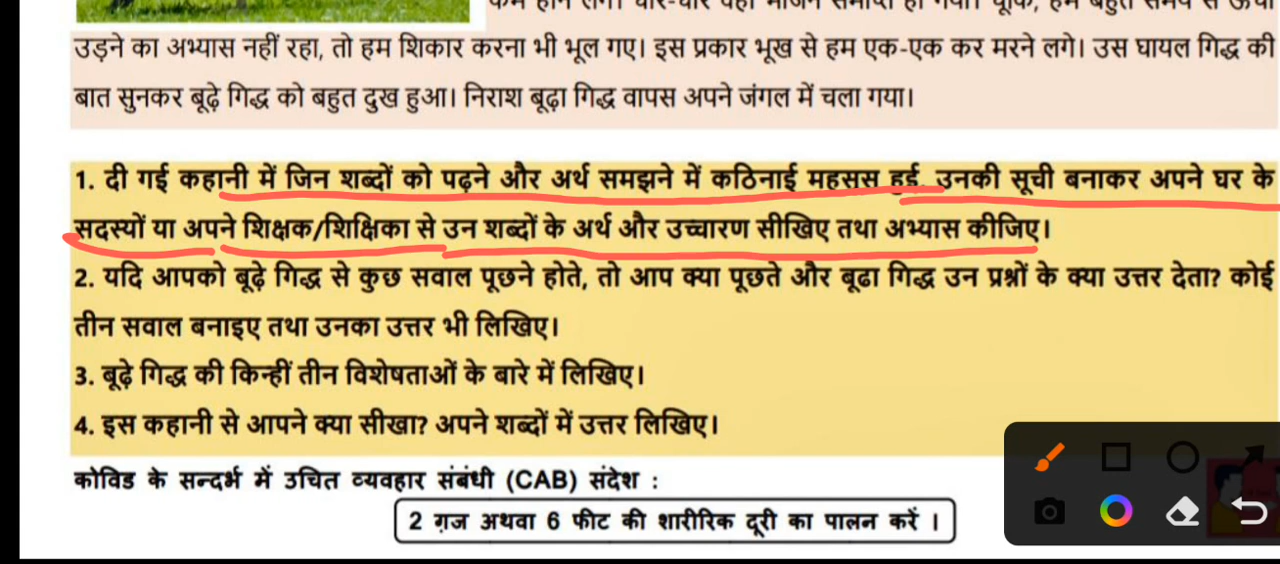 उड़ने का अभ्यास नहीं रहा, तो हम शिकार करना भी भूल गए। इस प्रकार भूख से हम एक-एक कर मरने लगे। उस घायल गिद्ध की
बात सुनकर बूढ़े गिद्ध को बहुत दुख हुआ। निराश बूढ़ा गिद्ध वापस अपने जंगल में चला गया।
1. दी गई कहानी में जिन शब्दों को पढ़ने और अर्थ समझने में कठिनाई महसस हुई, उनकी सूची बनाकर अपने घर के
सदस्यों या अपने शिक्षक/शिक्षिका से उन शब्दों के अर्थ और उच्चारण सीखिए तथा अभ्यास कीजिए।
2. यदि आपको बूढ़े गिद्ध से कुछ सवाल पूछने होते, तो आप क्या पूछते और बूढा गिद्ध उन प्रश्नों के क्या उत्तर देता? कोई
तीन सवाल बनाइए तथा उनका उत्तर भी लिखिए।
3. बूढ़े गिद्ध की किन्हीं तीन विशेषताओं के बारे में लिखिए।
4. इस कहानी से आपने क्या सीखा? अपने शब्दों में उत्तर लिखिए।
कोविड के सन्दर्भ में उचित व्यवहार संबंधी (CAB) संदेश :
2 ग़ज अथवा 6 फीट की शारीरिक दूरी का पालन करें ।